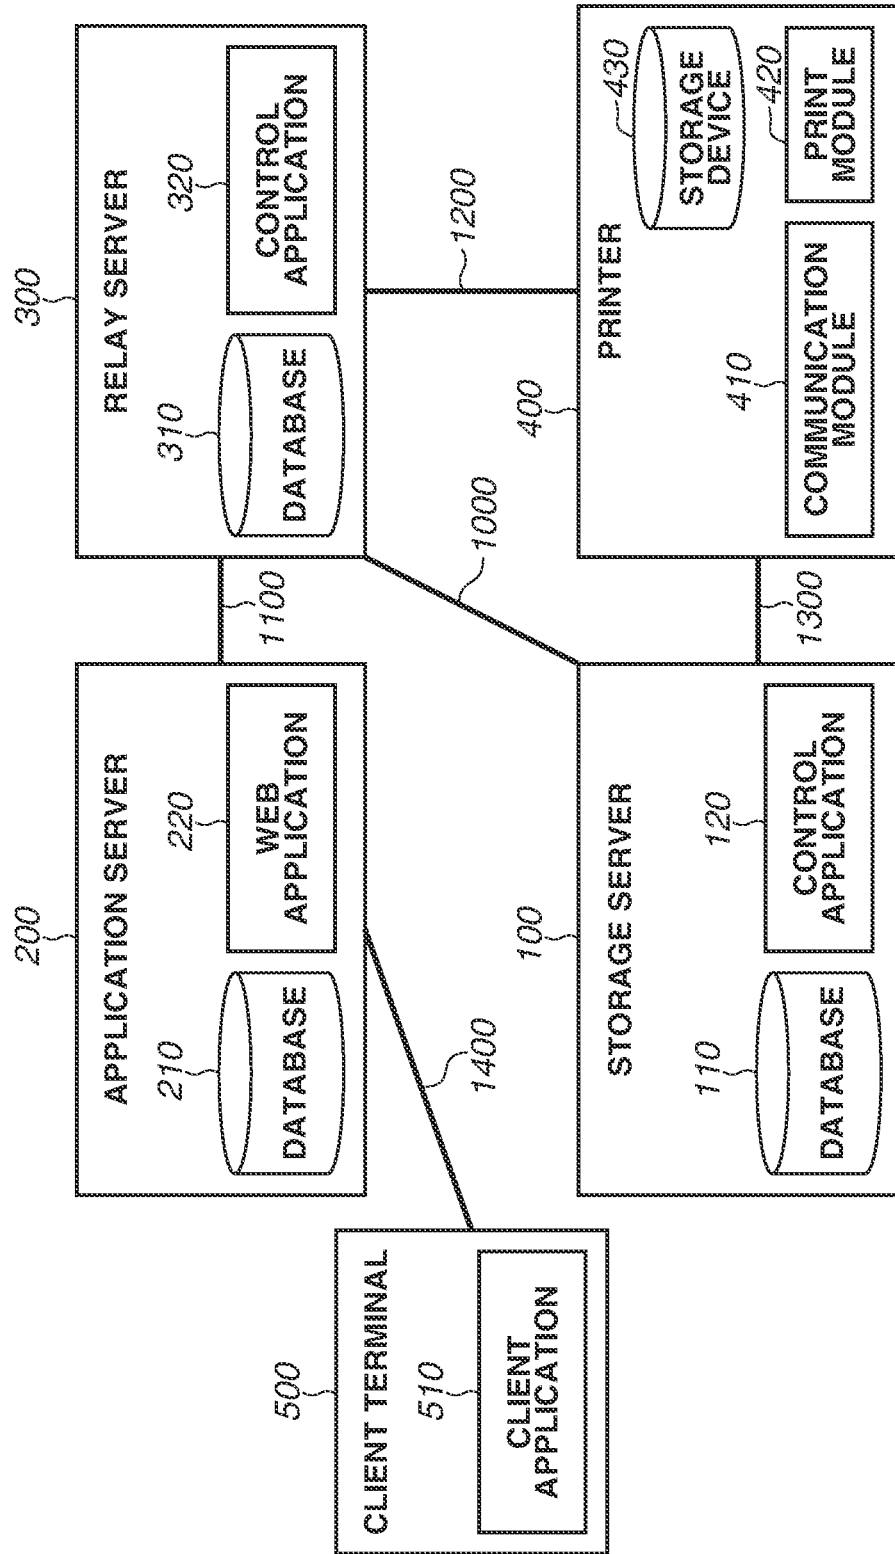 500
CLIENT TERMINAL
510
CLIENT
APPLICATION
200
APPLICATION SERVER
210
DATABASE
220
WEB
APPLICATION
1400
1100
300
RELAY SERVER
310
DATABASE
320
CONTROL
APPLICATION
1000
1200
100
STORAGE SERVER
110
DATABASE
120
CONTROL
APPLICATION
1300
400
PRINTER
410
COMMUNICATION
MODULE
430
STORAGE
DEVICE
420
PRINT
MODULE